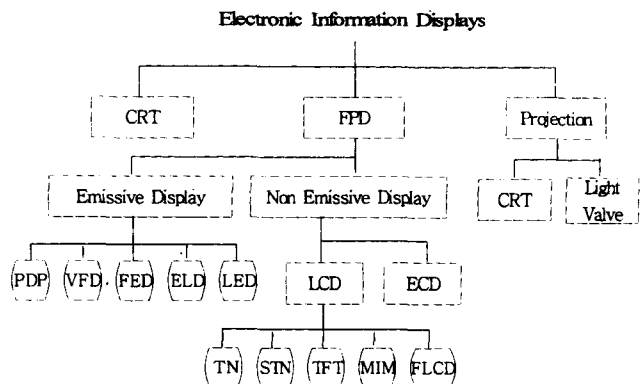 Electronic Information Displays
CRT
FPD
Projection
Emissive Display
Non Emissive Display
CRT
Light
Valve
PDP
VFD
FED
ELD
LED
LCD
ECD
TN
STN
TFT
MIM
FLCD